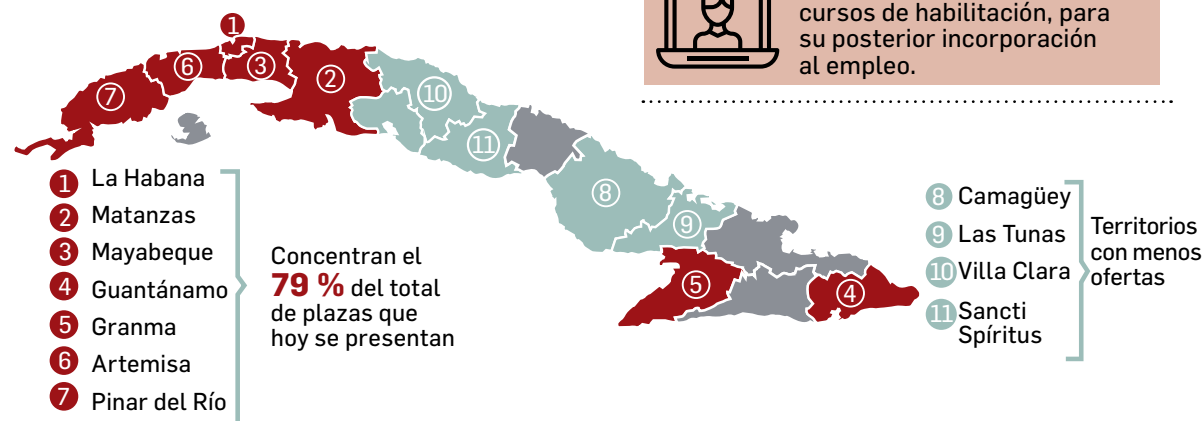 cursos de habilitación, para
su posterior incorporación
al empleo.
1
6
3
2
7
10
11
8
9
5
4
1 La Habana
2 Matanzas
3 Mayabeque
4 Guantánamo
5 Granma
6 Artemisa
7 Pinar del Río
Concentran el
79 % del total
de plazas que
hoy se presentan
8 Camagüey
9 Las Tunas
10 Villa Clara
11 Sancti
Spíritus
Territorios
con menos
ofertas